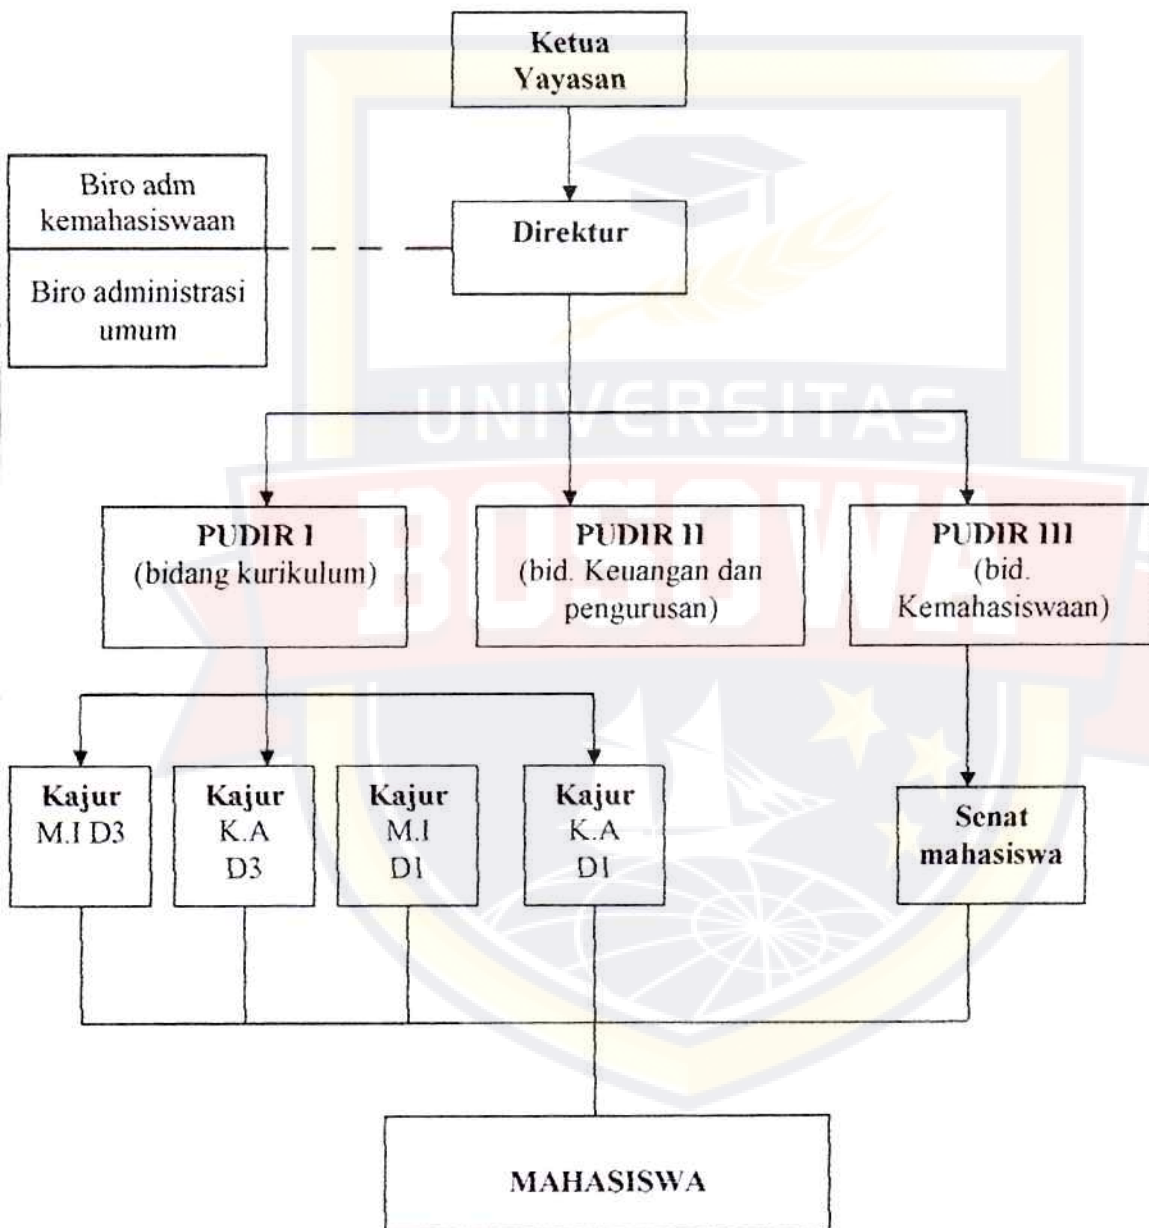 Ketua
Yayasan
Biro adm
kemahasiswaan
Direktur
Biro administrasi
umum
UNIVERSITAS
BOSOWA
PUDIR I
(bidang kurikulum)
PUDIR II
(bid. Keuangan dan
pengurusan)
PUDIR III
(bid.
Kemahasiswaan)
Kajur
M.I D3
Kajur
K.A
D3
Kajur
M.I
D1
Kajur
K.A
D1
Senat
mahasiswa
MAHASISWA